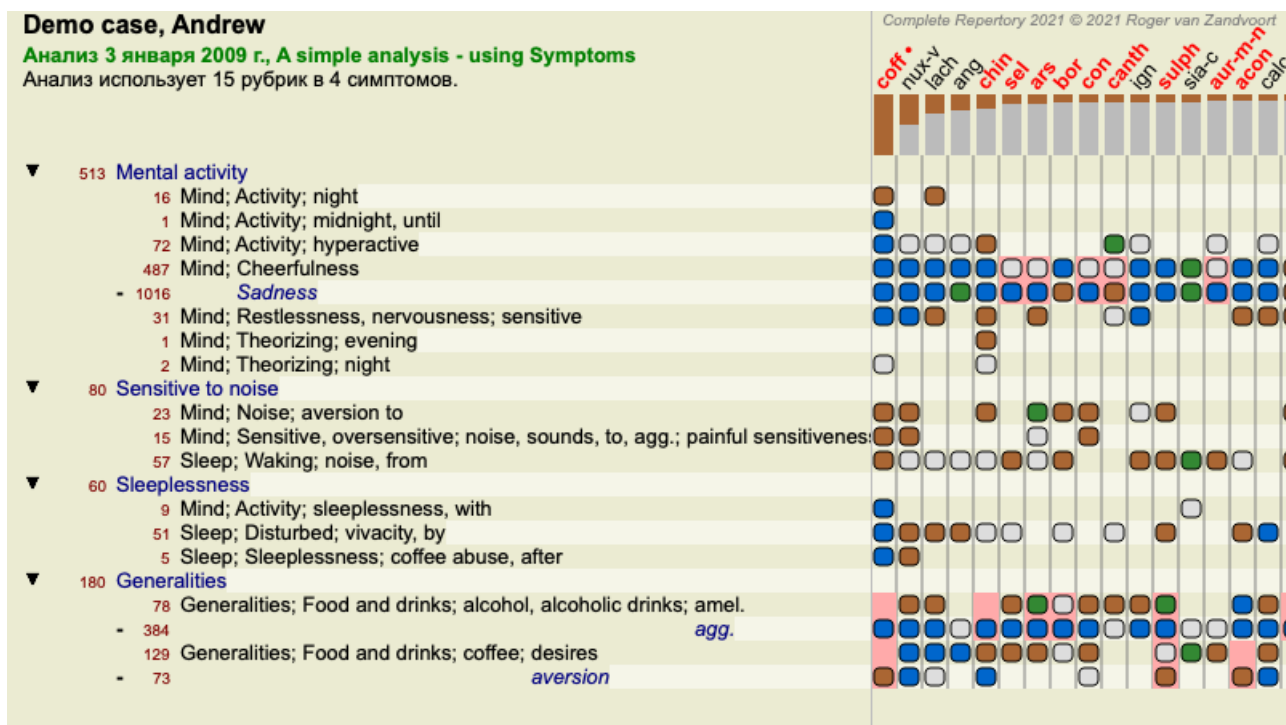 Demo case, Andrew
Complete Repertory 2021 © 2021 Roger van Zandvoort
Анализ 3 января 2009 г., A simple analysis - using Symptoms
Анализ использует 15 рубрик в 4 симптомов.
coff • nux-v lach ang chin sel ars bor con canth ign sulph sia-c aur-m-n acon calc
513 Mental activity
16 Mind; Activity; night
1 Mind; Activity; midnight, until
72 Mind; Activity; hyperactive
487 Mind; Cheerfulness
- 1016 Sadness
31 Mind; Restlessness, nervousness; sensitive
1 Mind; Theorizing; evening
2 Mind; Theorizing; night
80 Sensitive to noise
23 Mind; Noise; aversion to
15 Mind; Sensitive, oversensitive; noise, sounds, to, agg.; painful sensitiveness
57 Sleep; Waking; noise, from
60 Sleeplessness
9 Mind; Activity; sleeplessness, with
51 Sleep; Disturbed; vivacity, by
5 Sleep; Sleeplessness; coffee abuse, after
180 Generalities
78 Generalities; Food and drinks; alcohol, alcoholic drinks; amel.
- 384 agg.
129 Generalities; Food and drinks; coffee; desires
- 73 aversion